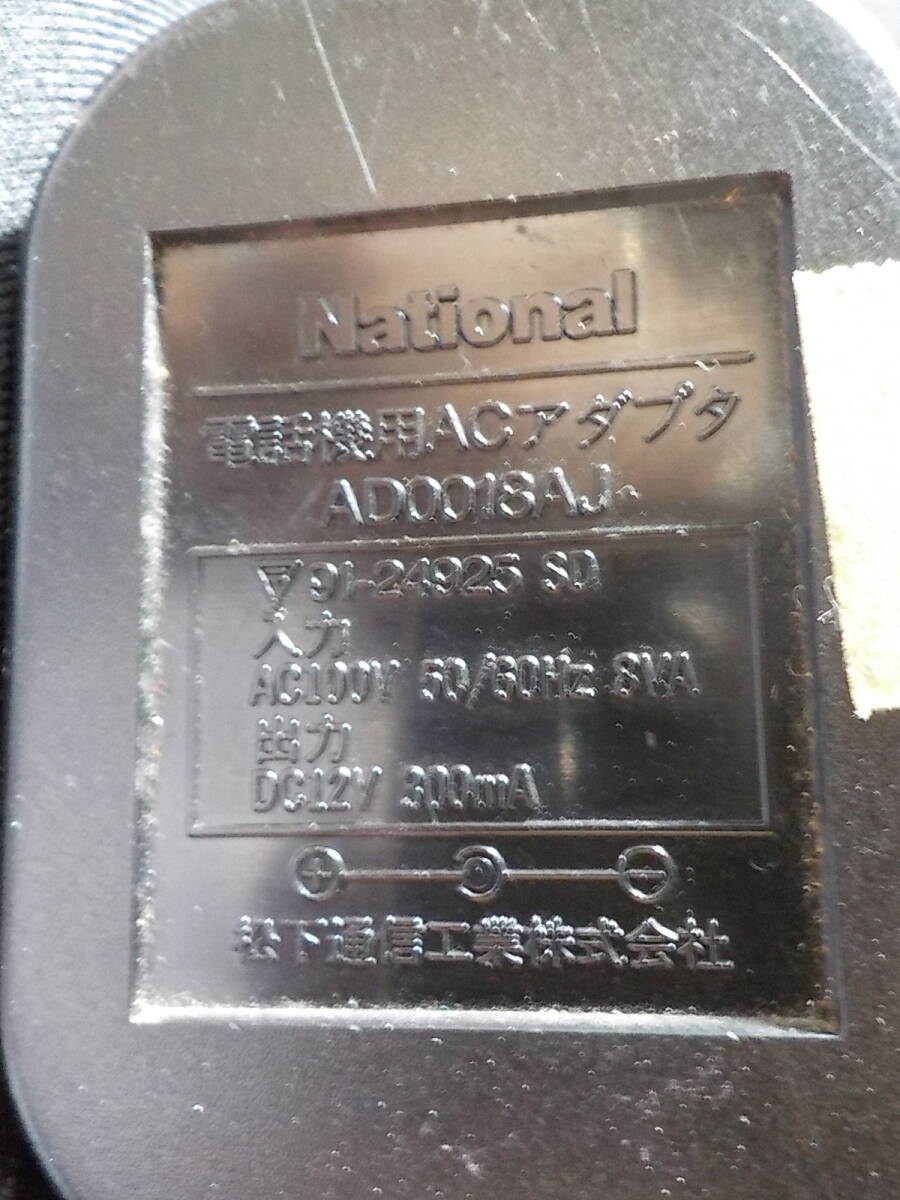 National
電話機用ACアダプタ
AD0018AJ
91-24925 SD
入力
AC100V 50/60Hz 8VA
出力
DC12V 300mA
松下通信工業株式会社